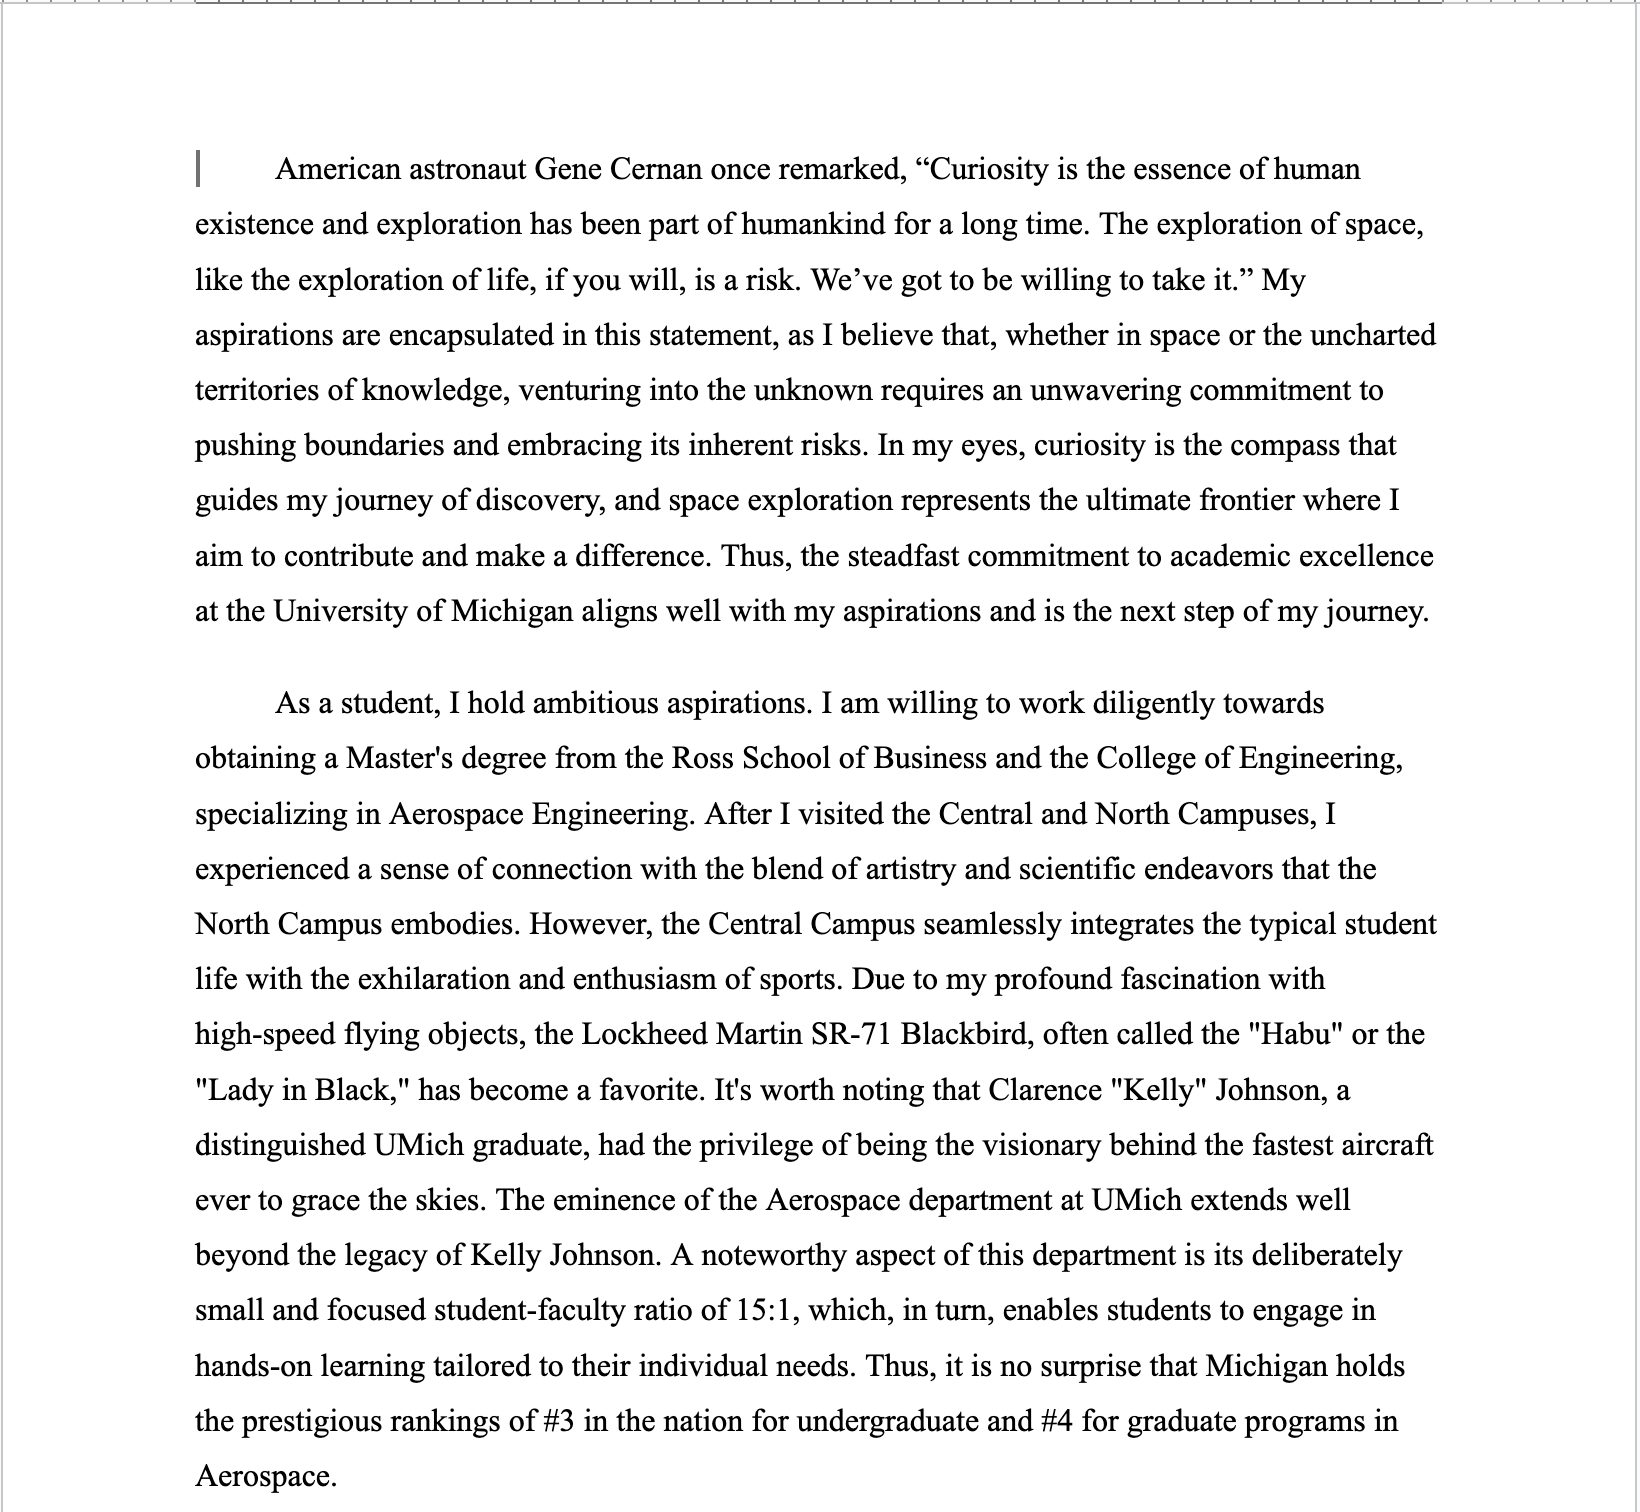 American astronaut Gene Cernan once remarked, “Curiosity is the essence of human
existence and exploration has been part of humankind for a long time. The exploration of space,
like the exploration of life, if you will, is a risk. We’ve got to be willing to take it.” My
aspirations are encapsulated in this statement, as I believe that, whether in space or the uncharted
territories of knowledge, venturing into the unknown requires an unwavering commitment to
pushing boundaries and embracing its inherent risks. In my eyes, curiosity is the compass that
guides my journey of discovery, and space exploration represents the ultimate frontier where I
aim to contribute and make a difference. Thus, the steadfast commitment to academic excellence
at the University of Michigan aligns well with my aspirations and is the next step of my journey.
As a student, I hold ambitious aspirations. I am willing to work diligently towards
obtaining a Master's degree from the Ross School of Business and the College of Engineering,
specializing in Aerospace Engineering. After I visited the Central and North Campuses, I
experienced a sense of connection with the blend of artistry and scientific endeavors that the
North Campus embodies. However, the Central Campus seamlessly integrates the typical student
life with the exhilaration and enthusiasm of sports. Due to my profound fascination with
high-speed flying objects, the Lockheed Martin SR-71 Blackbird, often called the "Habu" or the
"Lady in Black," has become a favorite. It's worth noting that Clarence "Kelly" Johnson, a
distinguished UMich graduate, had the privilege of being the visionary behind the fastest aircraft
ever to grace the skies. The eminence of the Aerospace department at UMich extends well
beyond the legacy of Kelly Johnson. A noteworthy aspect of this department is its deliberately
small and focused student-faculty ratio of 15:1, which, in turn, enables students to engage in
hands-on learning tailored to their individual needs. Thus, it is no surprise that Michigan holds
the prestigious rankings of #3 in the nation for undergraduate and #4 for graduate programs in
Aerospace.